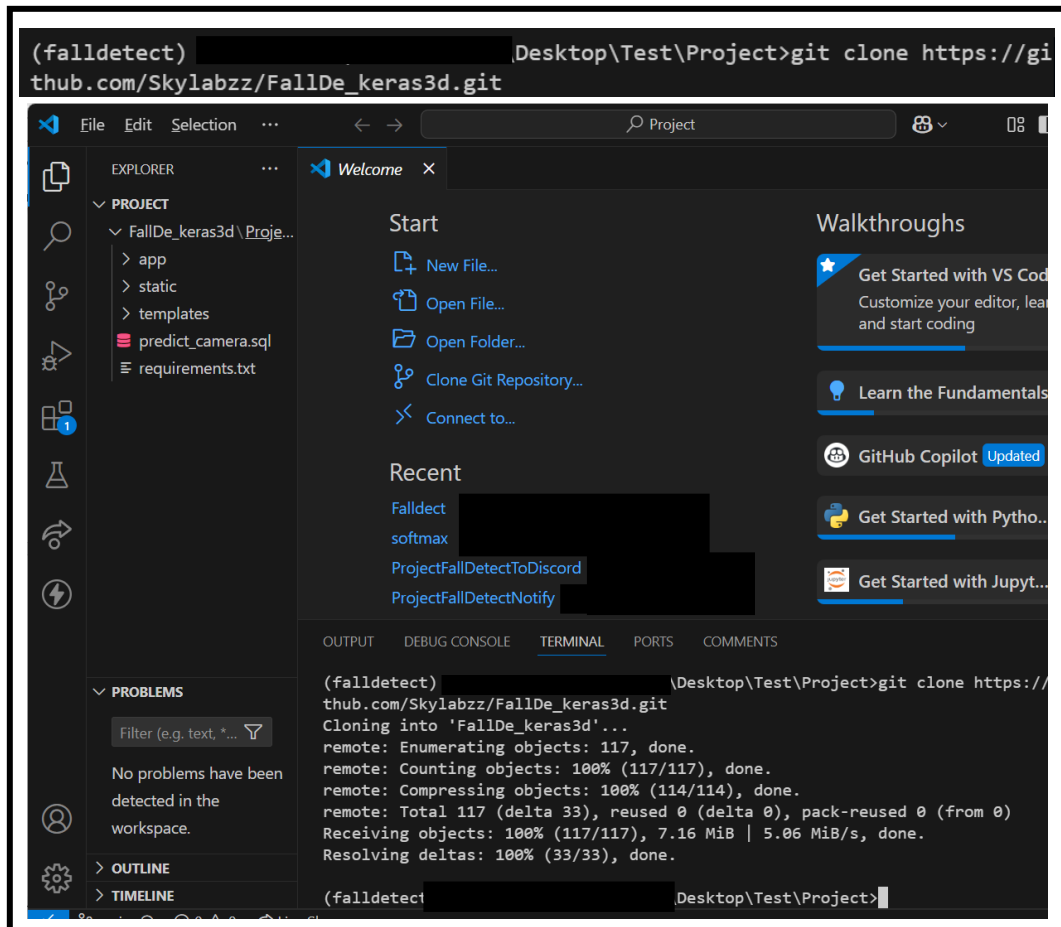 (falldetect) \Desktop\Test\Project>git clone https://gi
thub.com/Skylabzz/FallDe_keras3d.git
File Edit Selection ... ← → Project
EXPLORER ...
PROJECT
FallDe_keras3d\Proje...
app
static
templates
predict_camera.sql
requirements.txt
1
Welcome
Start
New File...
Open File...
Open Folder...
Clone Git Repository...
Connect to...
Recent
Falldect
softmax
ProjectFallDetectToDiscord
ProjectFallDetectNotify
Walkthroughs
Get Started with VS Cod
Customize your editor, lear
and start coding
Learn the Fundamentals
GitHub Copilot Updated
Get Started with Pytho...
Get Started with Jupyt...
PROBLEMS
Filter (e.g. text, *...
No problems have been
detected in the
workspace.
OUTLINE
TIMELINE
OUTPUT DEBUG CONSOLE TERMINAL PORTS COMMENTS
(falldetect) \Desktop\Test\Project>git clone https://
thub.com/Skylabzz/FallDe_keras3d.git
Cloning into 'FallDe_keras3d'...
remote: Enumerating objects: 117, done.
remote: Counting objects: 100% (117/117), done.
remote: Compressing objects: 100% (114/114), done.
remote: Total 117 (delta 33), reused 0 (delta 0), pack-reused 0 (from 0)
Receiving objects: 100% (117/117), 7.16 MiB | 5.06 MiB/s, done.
Resolving deltas: 100% (33/33), done.
(falldetect \Desktop\Test\Project>